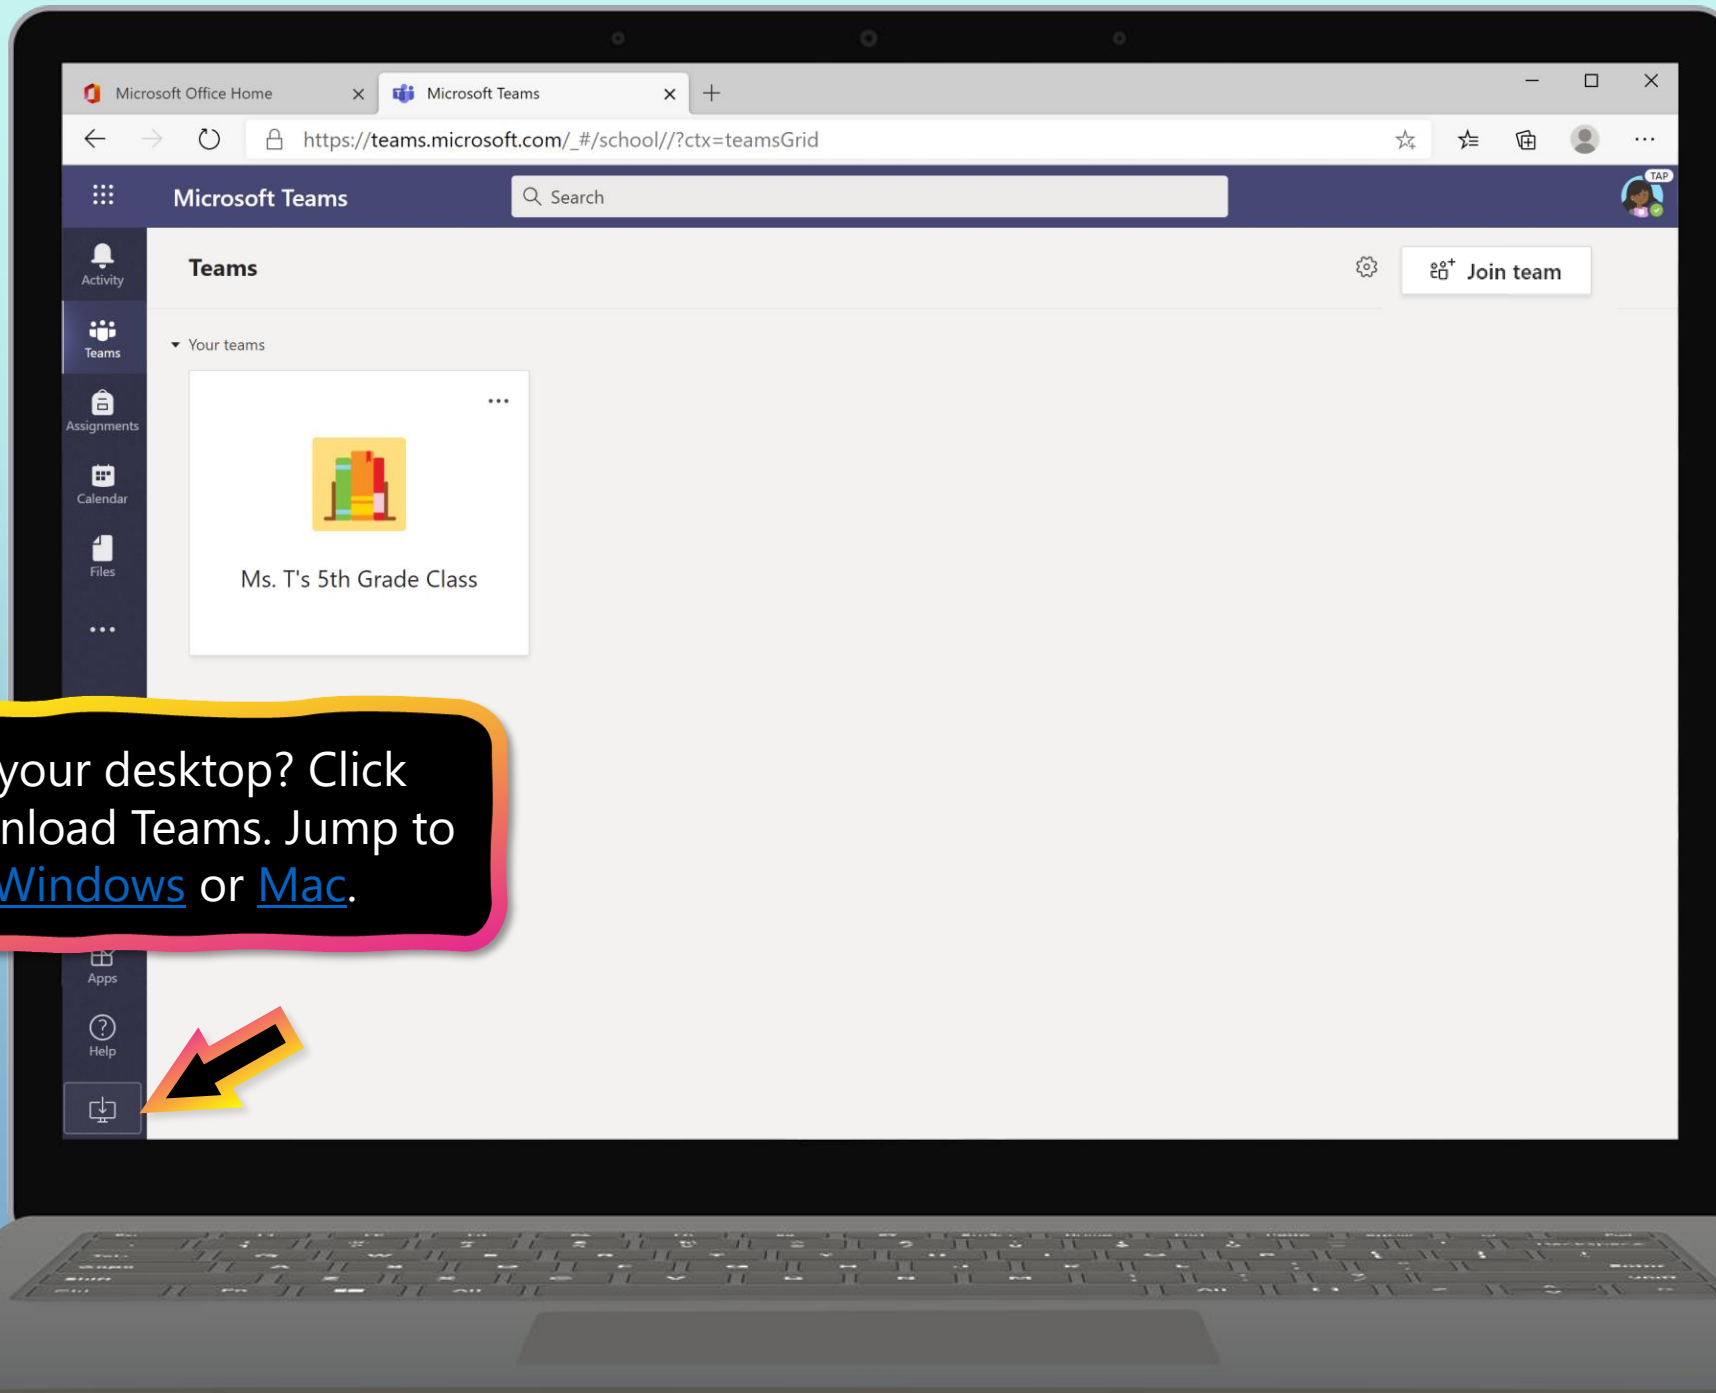 Microsoft Office Home
Microsoft Teams
https://teams.microsoft.com/_#/school//?ctx=teamsGrid
Microsoft Teams
Search
TAP
Activity
Teams
Join team
Teams
Your teams
Assignments
Calendar
Files
Ms. T's 5th Grade Class
your desktop? Click
nload Teams. Jump to
Windows or Mac.
Apps
Help